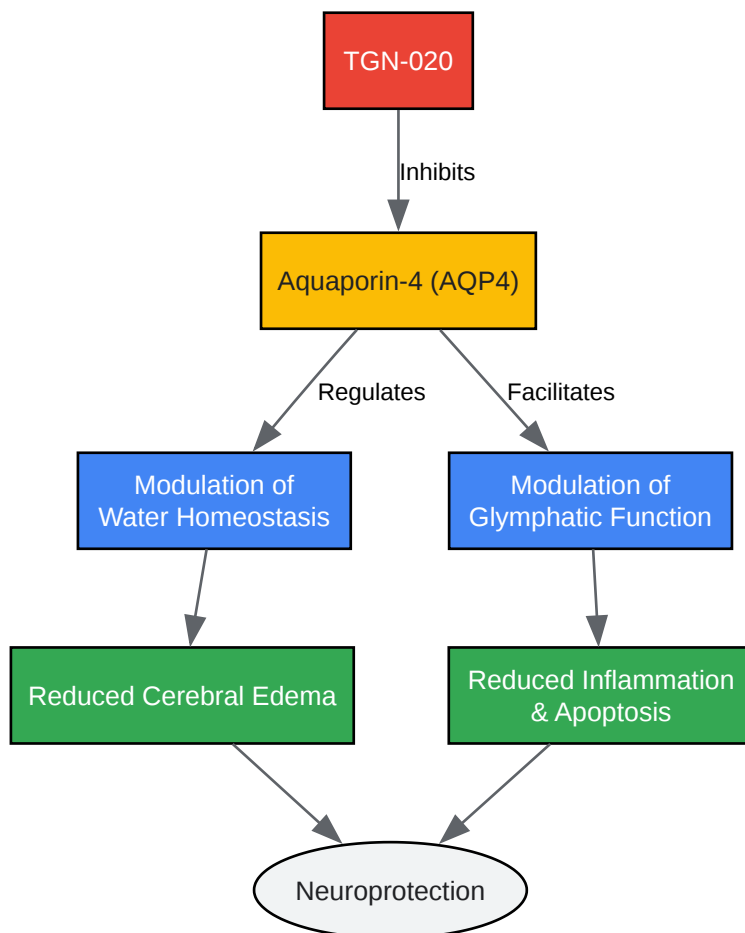 TGN-020
Inhibits
Aquaporin-4 (AQP4)
Regulates
Facilitates
Modulation of
Water Homeostasis
Modulation of
Glymphatic Function
Reduced Cerebral Edema
Reduced Inflammation
& Apoptosis
Neuroprotection